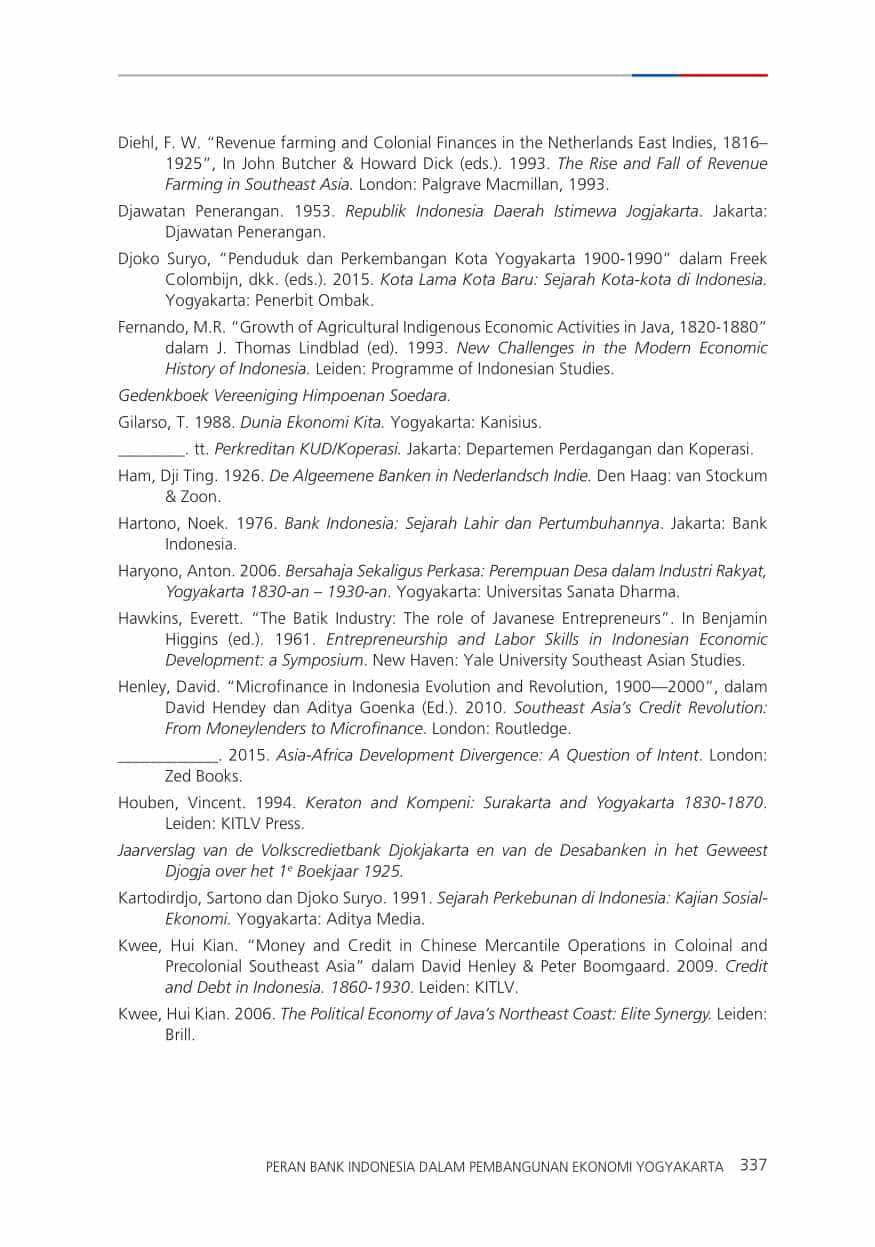 Diehl, F. W. “Revenue farming and Colonial Finances in the Netherlands East Indies, 1816–
1925”, In John Butcher & Howard Dick (eds.). 1993. The Rise and Fall of Revenue
Farming in Southeast Asia. London: Palgrave Macmillan, 1993.
Djawatan Penerangan. 1953. Republik Indonesia Daerah Istimewa Jogjakarta. Jakarta:
Djawatan Penerangan.
Djoko Suryo, “Penduduk dan Perkembangan Kota Yogyakarta 1900-1990” dalam Freek
Colombijn, dkk. (eds.). 2015. Kota Lama Kota Baru: Sejarah Kota-kota di Indonesia.
Yogyakarta: Penerbit Ombak.
Fernando, M.R. “Growth of Agricultural Indigenous Economic Activities in Java, 1820-1880”
dalam J. Thomas Lindblad (ed). 1993. New Challenges in the Modern Economic
History of Indonesia. Leiden: Programme of Indonesian Studies.
Gedenkboek Vereeniging Himpoenan Soedara.
Gilarso, T. 1988. Dunia Ekonomi Kita. Yogyakarta: Kanisius.
________. tt. Perkreditan KUD/Koperasi. Jakarta: Departemen Perdagangan dan Koperasi.
Ham, Dji Ting. 1926. De Algeemene Banken in Nederlandsch Indie. Den Haag: van Stockum
& Zoon.
Hartono, Noek. 1976. Bank Indonesia: Sejarah Lahir dan Pertumbuhannya. Jakarta: Bank
Indonesia.
Haryono, Anton. 2006. Bersahaja Sekaligus Perkasa: Perempuan Desa dalam Industri Rakyat,
Yogyakarta 1830-an – 1930-an. Yogyakarta: Universitas Sanata Dharma.
Hawkins, Everett. “The Batik Industry: The role of Javanese Entrepreneurs”. In Benjamin
Higgins (ed.). 1961. Entrepreneurship and Labor Skills in Indonesian Economic
Development: a Symposium. New Haven: Yale University Southeast Asian Studies.
Henley, David. “Microfinance in Indonesia Evolution and Revolution, 1900—2000”, dalam
David Hendey dan Aditya Goenka (Ed.). 2010. Southeast Asia’s Credit Revolution:
From Moneylenders to Microfinance. London: Routledge.
____________. 2015. Asia-Africa Development Divergence: A Question of Intent. London:
Zed Books.
Houben, Vincent. 1994. Keraton and Kompeni: Surakarta and Yogyakarta 1830-1870.
Leiden: KITLV Press.
Jaarverslag van de Volkscredietbank Djokjakarta en van de Desabanken in het Geweest
Djogja over het 1e Boekjaar 1925.
Kartodirdjo, Sartono dan Djoko Suryo. 1991. Sejarah Perkebunan di Indonesia: Kajian Sosial-
Ekonomi. Yogyakarta: Aditya Media.
Kwee, Hui Kian. “Money and Credit in Chinese Mercantile Operations in Coloinal and
Precolonial Southeast Asia” dalam David Henley & Peter Boomgaard. 2009. Credit
and Debt in Indonesia. 1860-1930. Leiden: KITLV.
Kwee, Hui Kian. 2006. The Political Economy of Java’s Northeast Coast: Elite Synergy. Leiden:
Brill.
PERAN BANK INDONESIA DALAM PEMBANGUNAN EKONOMI YOGYAKARTA 337